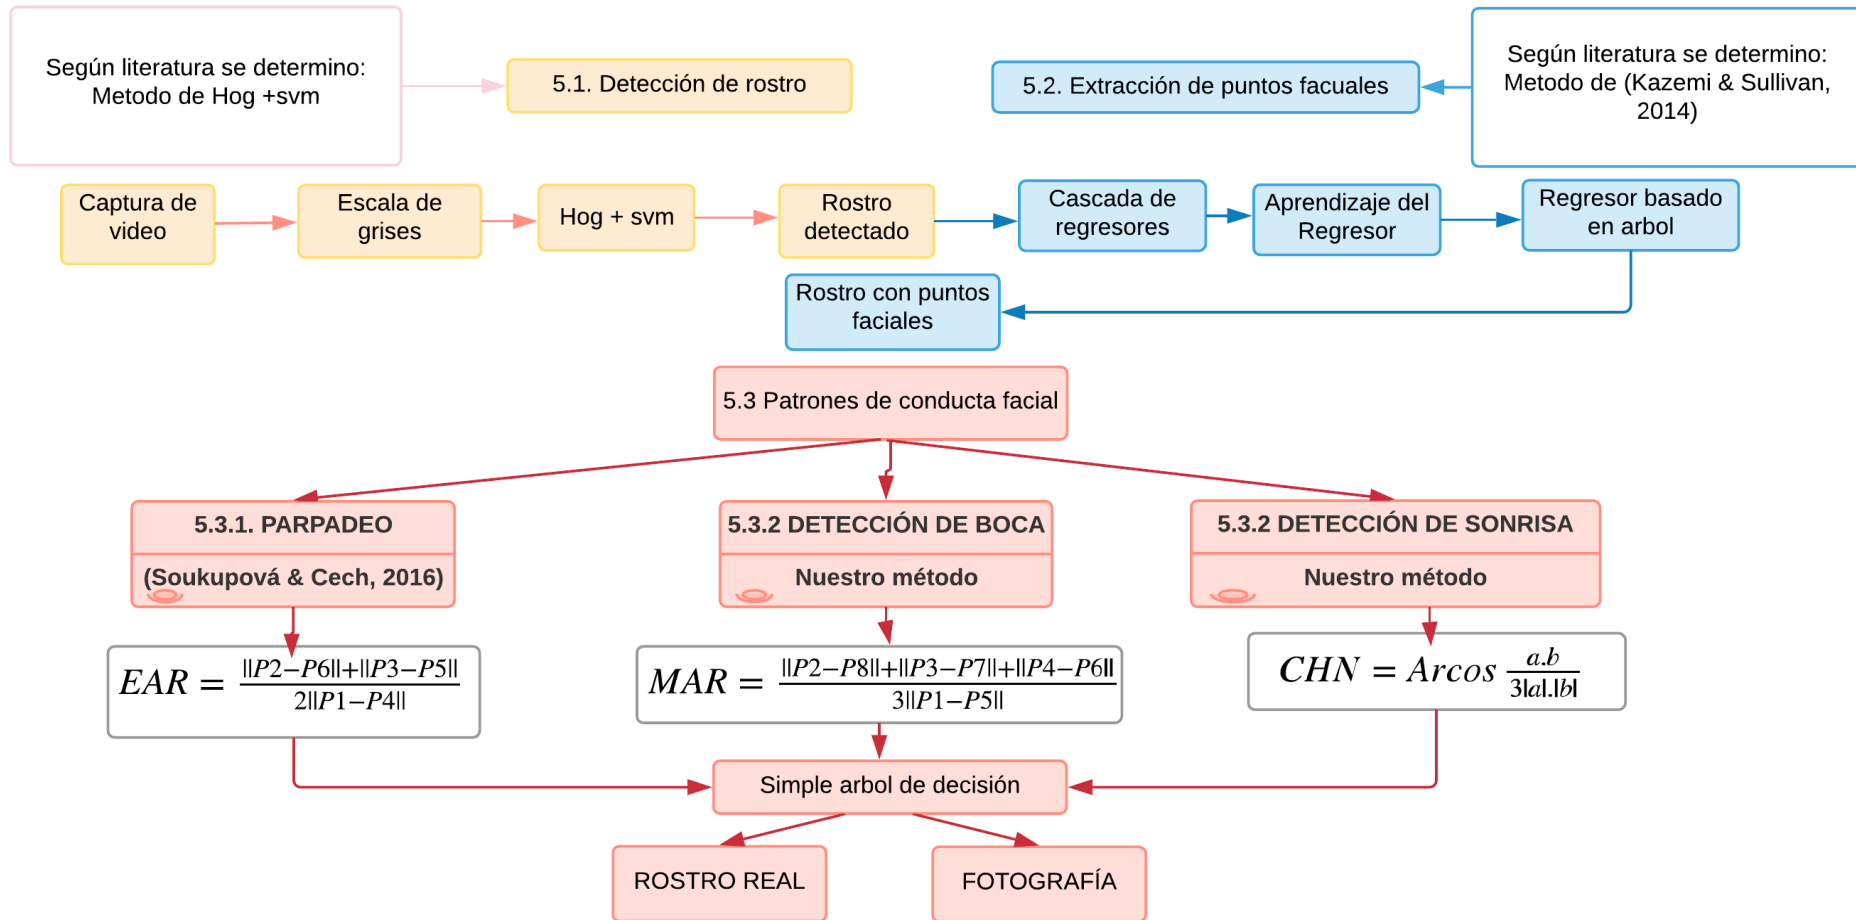 Según literatura se determino:
Metodo de Hog +svm
5.1. Detección de rostro
5.2. Extracción de puntos facuales
Según literatura se determino:
Metodo de (Kazemi & Sullivan,
2014)
Captura de
video
Escala de
grises
Hog + svm
Rostro
detectado
Cascada de
regresores
Aprendizaje del
Regresor
Regresor basado
en arbol
Rostro con puntos
faciales
5.3 Patrones de conducta facial
5.3.1. PARPADEO
(Soukupová & Cech, 2016)
5.3.2 DETECCIÓN DE BOCA
Nuestro método
5.3.2 DETECCIÓN DE SONRISA
Nuestro método
EAR = ||P2−P6||+||P3−P5|| / 2||P1−P4||
MAR = ||P2−P8||+||P3−P7||+||P4−P6|| / 3||P1−P5||
CHN = Arcos a.b / 3|a|.|b|
Simple arbol de decisión
ROSTRO REAL
FOTOGRAFÍA